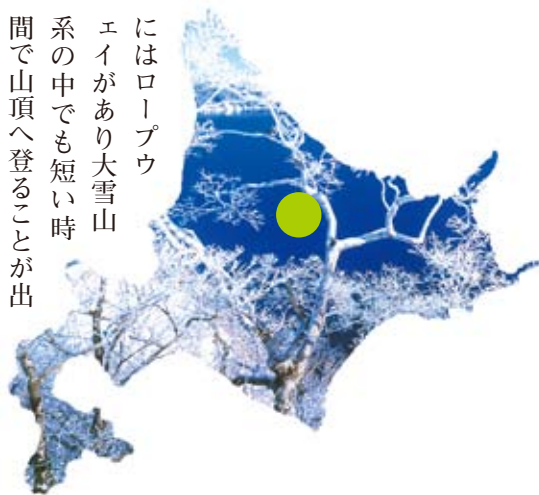 にはロープウ
ェイがあり大雪山
系の中でも短い時
間で山頂へ登ることが出